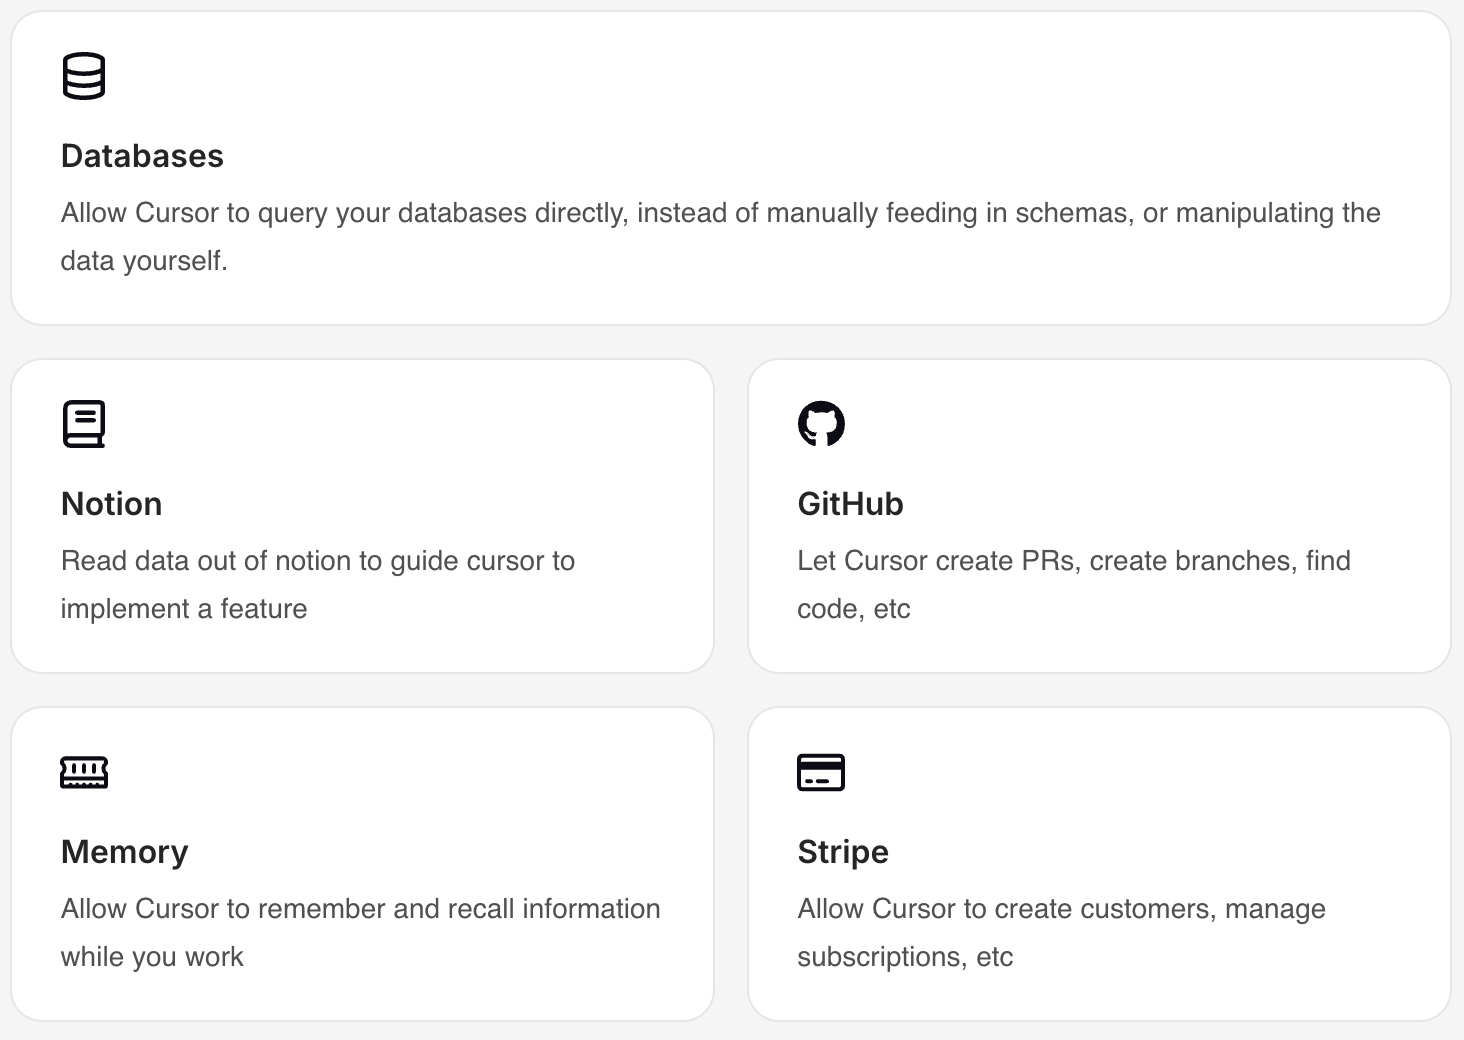 Databases
Allow Cursor to query your databases directly, instead of manually feeding in schemas, or manipulating the
data yourself.
Notion
Read data out of notion to guide cursor to
implement a feature
GitHub
Let Cursor create PRs, create branches, find
code, etc
Memory
Allow Cursor to remember and recall information
while you work
Stripe
Allow Cursor to create customers, manage
subscriptions, etc